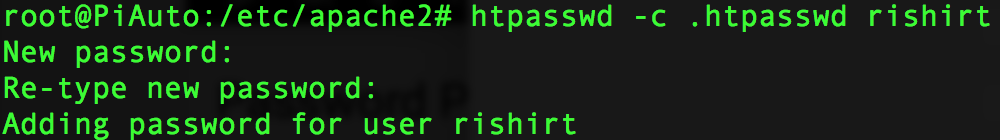 root@PiAuto:/etc/apache2# htpasswd -c .htpasswd rishirt
New password:
Re-type new password:
Adding password for user rishirt